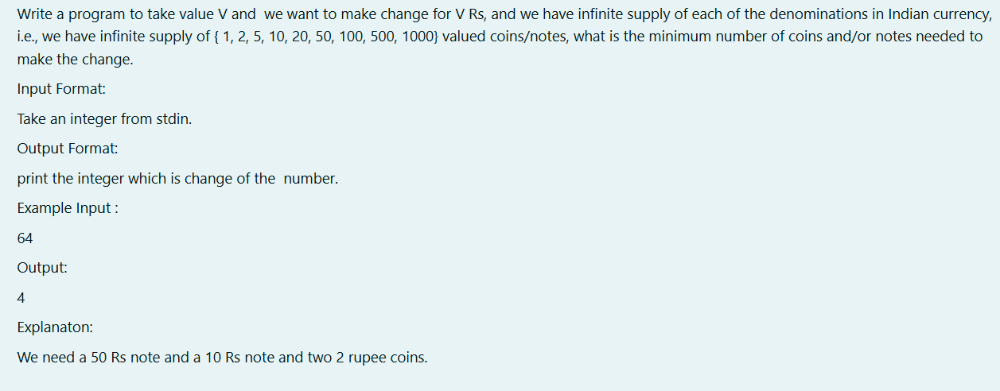 Write a program to take value V and  we want to make change for V Rs, and we have infinite supply of each of the denominations in Indian currency,
i.e., we have infinite supply of { 1, 2, 5, 10, 20, 50, 100, 500, 1000} valued coins/notes, what is the minimum number of coins and/or notes needed to
make the change.
Input Format:
Take an integer from stdin.
Output Format:
print the integer which is change of the  number.
Example Input :
64
Output:
4
Explanaton:
We need a 50 Rs note and a 10 Rs note and two 2 rupee coins.